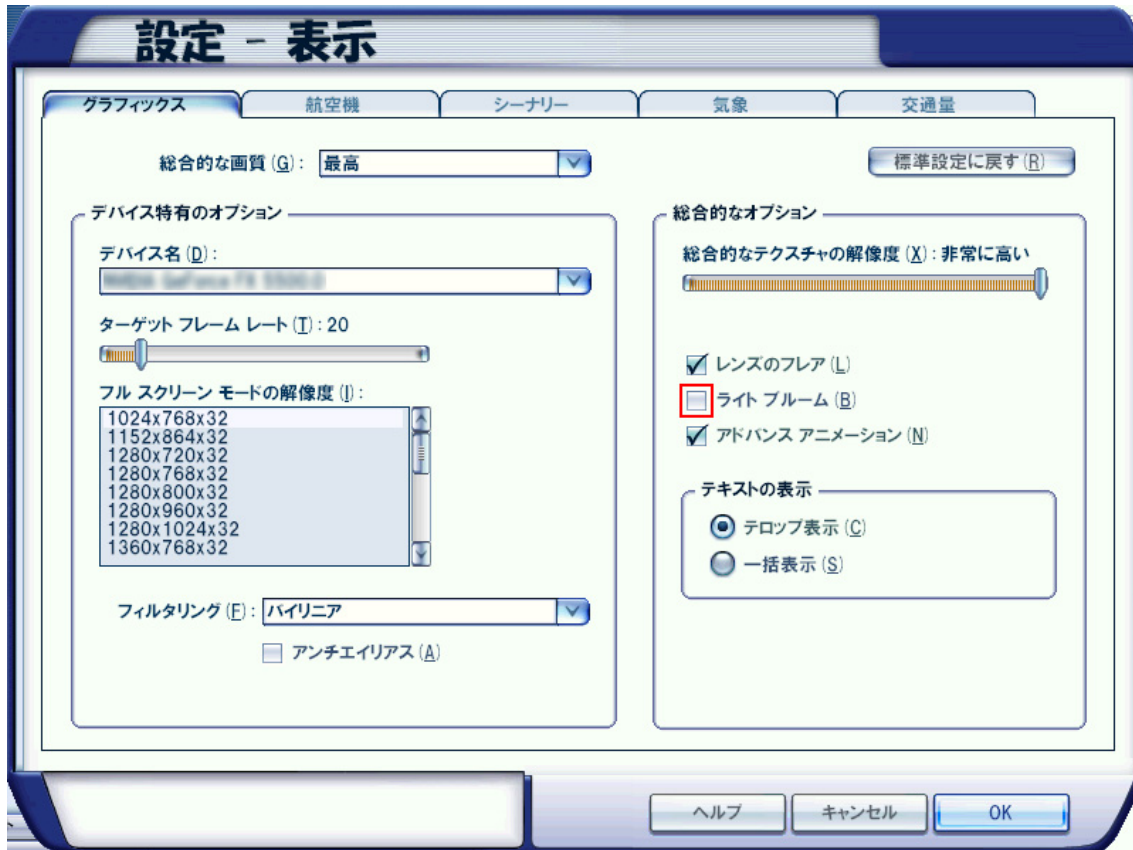 設定 - 表示
グラフィックス
航空機
シーナリー
気象
交通量
総合的な画質 (G) : 最高
標準設定に戻す (R)
デバイス特有のオプション
デバイス名 (D) :
ターゲット フレーム レート (T) : 20
フル スクリーン モードの解像度 (I) :
1024x768x32
1152x864x32
1280x720x32
1280x768x32
1280x800x32
1280x960x32
1280x1024x32
1360x768x32
フィルタリング (F) : バイリニア
アンチエイリアス (A)
総合的なオプション
総合的なテクスチャの解像度 (X) : 非常に高い
レンズのフレア (L)
ライト ブルーム (B)
アドバンス アニメーション (N)
テキストの表示
テロップ表示 (C)
一括表示 (S)
ヘルプ
キャンセル
OK